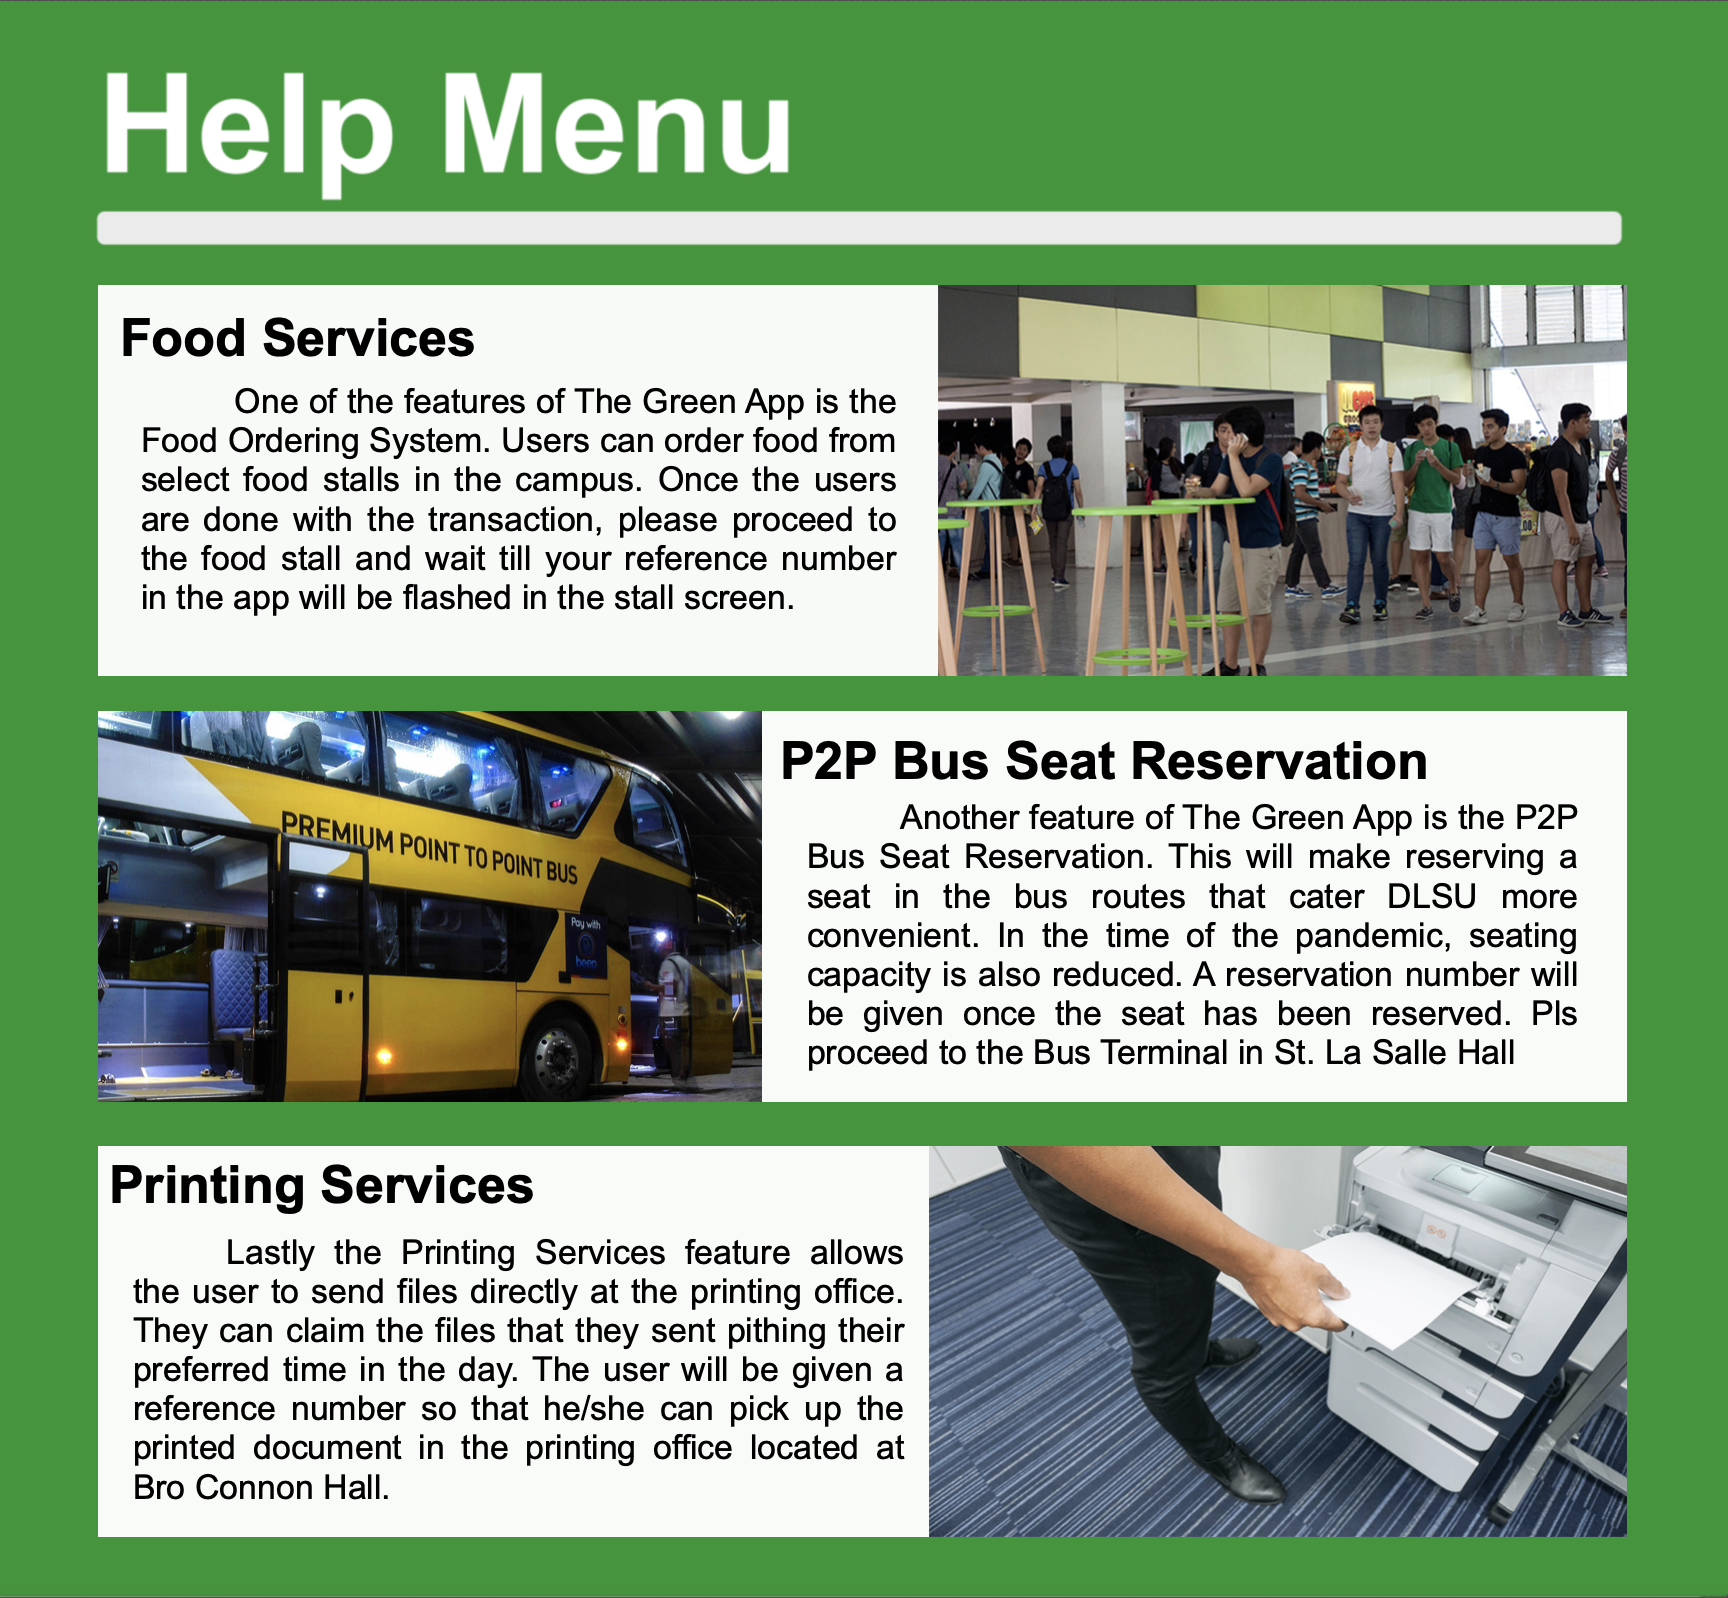 Help Menu
Food Services
One of the features of The Green App is the
Food Ordering System. Users can order food from
select food stalls in the campus. Once the users
are done with the transaction, please proceed to
the food stall and wait till your reference number
in the app will be flashed in the stall screen.
PREMIUM POINT TO POINT BUS
Pay with
beep
P2P Bus Seat Reservation
Another feature of The Green App is the P2P
Bus Seat Reservation. This will make reserving a
seat in the bus routes that cater DLSU more
convenient. In the time of the pandemic, seating
capacity is also reduced. A reservation number will
be given once the seat has been reserved. Pls
proceed to the Bus Terminal in St. La Salle Hall
Printing Services
Lastly the Printing Services feature allows
the user to send files directly at the printing office.
They can claim the files that they sent pithing their
preferred time in the day. The user will be given a
reference number so that he/she can pick up the
printed document in the printing office located at
Bro Connon Hall.